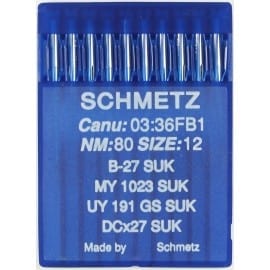 SCHMETZ
Canu: 03:36FB1
NM:80 SIZE:12
B-27 SUK
MY 1023 SUK
UY 191 GS SUK
DCx27 SUK
Made by Schmetz